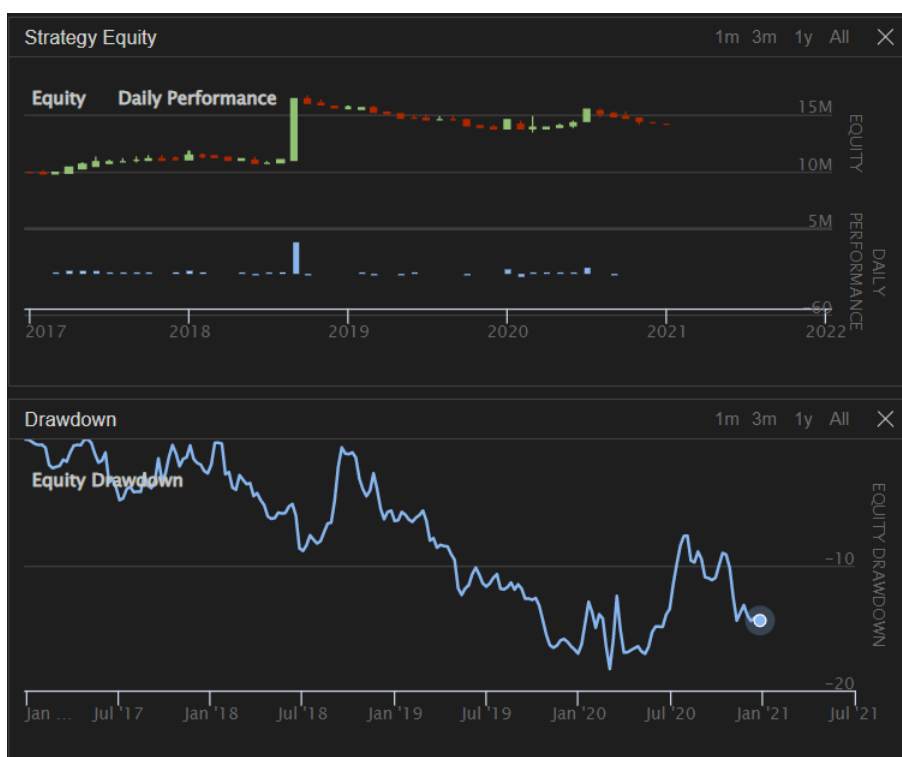 Strategy Equity 1m 3m 1y All
Equity Daily Performance
15M
10M
5M
EQUITY
DAILY
PERFORMANCE
-60
2017 2018 2019 2020 2021 2022
Drawdown 1m 3m 1y All
Equity Drawdown
-10
-20
EQUITY DRAWDOWN
Jan ... Jul '17 Jan '18 Jul '18 Jan '19 Jul '19 Jan '20 Jul '20 Jan '21 Jul '21